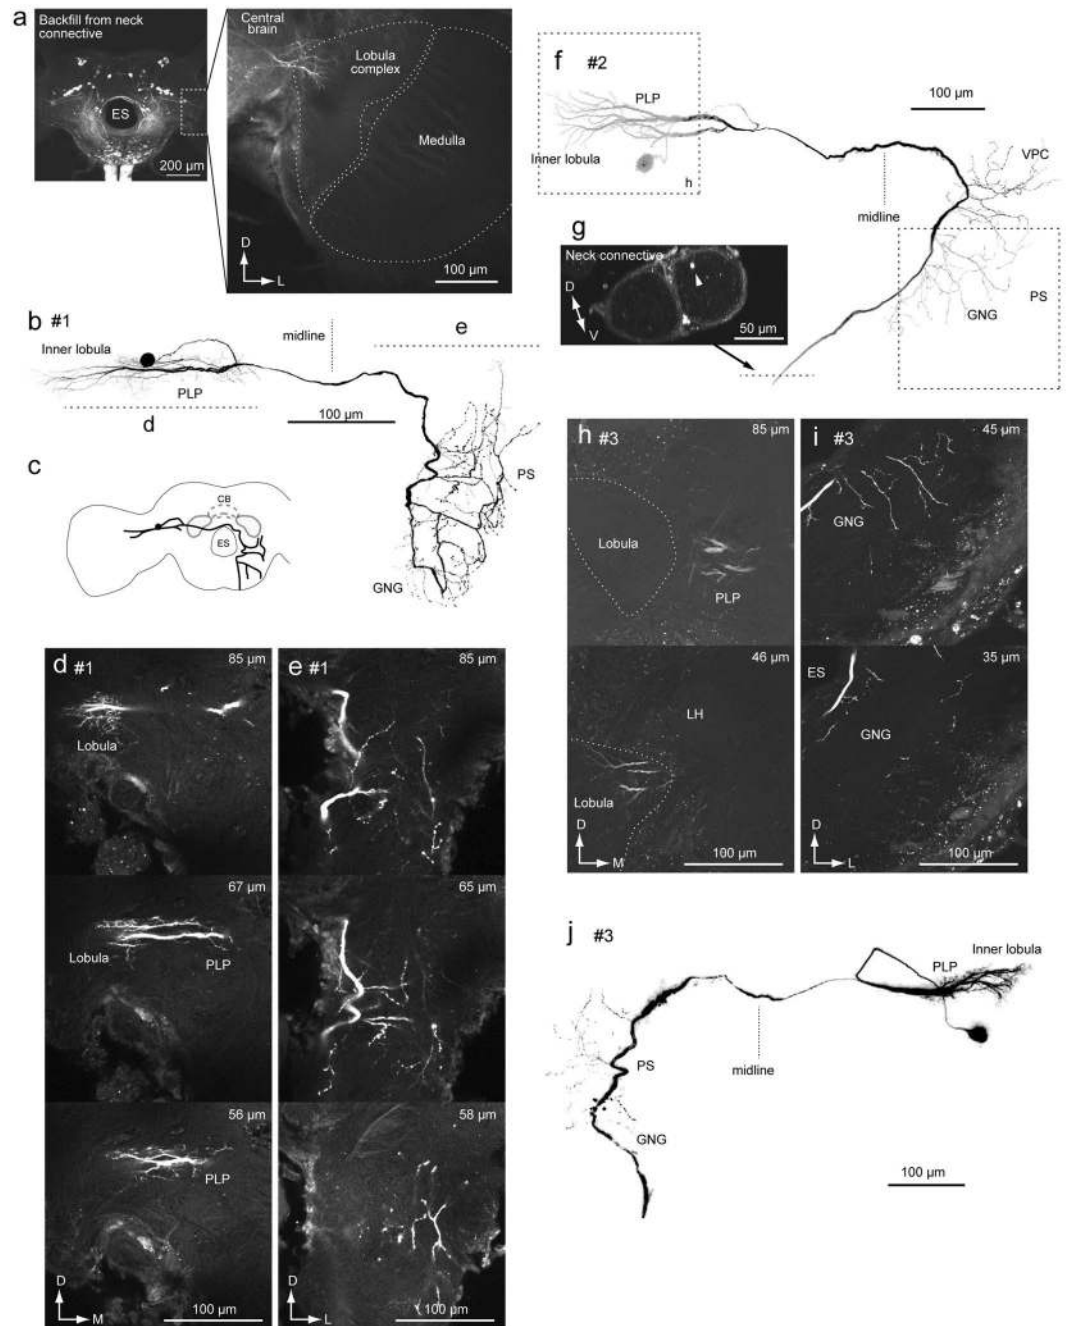 a
Backfill from neck
connective
ES
200 µm
Central
brain
Lobula
complex
Medulla
D
L
100 µm
b #1
Inner lobula
midline
e
PLP
d
100 µm
PS
GNG
c
CB
ES
d #1
85 µm
Lobula
67 µm
Lobula
PLP
56 µm
PLP
D
M
100 µm
e #1
85 µm
65 µm
58 µm
D
L
100 µm
f #2
100 µm
PLP
Inner lobula
h
VPC
midline
PS
GNG
g
Neck connective
D
V
50 µm
h #3
85 µm
Lobula
PLP
46 µm
LH
Lobula
D
M
100 µm
i #3
45 µm
GNG
35 µm
ES
GNG
D
L
100 µm
j #3
Inner lobula
PLP
PS
midline
GNG
100 µm